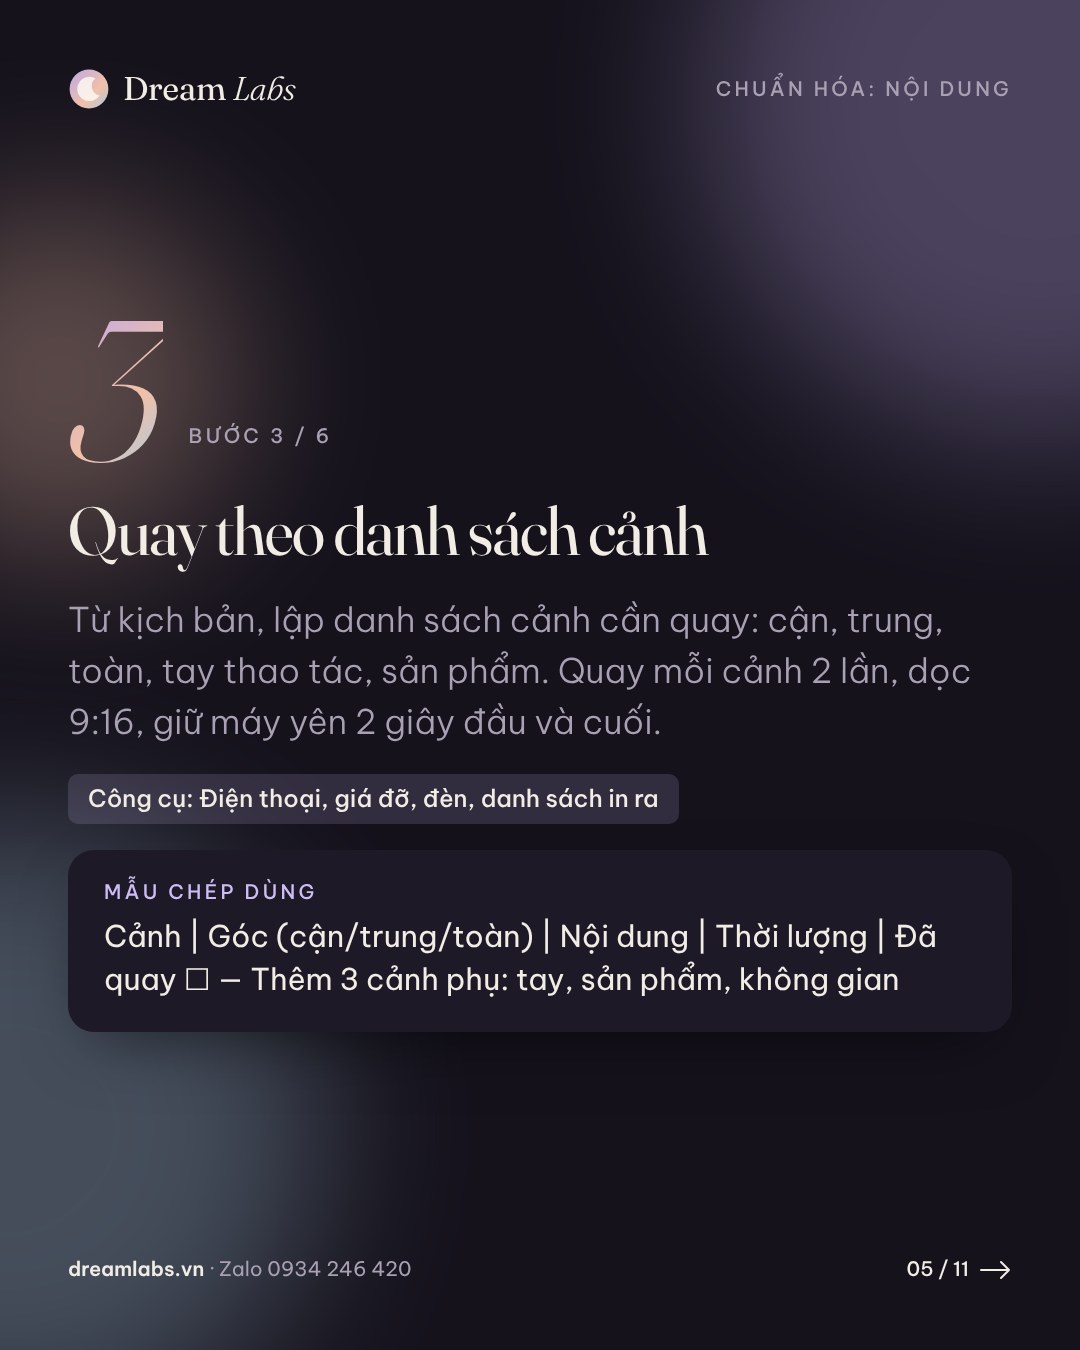 Dream Labs
CHUẨN HÓA: NỘI DUNG
3
BƯỚC 3 / 6
Quay theo danh sách cảnh
Từ kịch bản, lập danh sách cảnh cần quay: cận, trung,
toàn, tay thao tác, sản phẩm. Quay mỗi cảnh 2 lần, dọc
9:16, giữ máy yên 2 giây đầu và cuối.
Công cụ: Điện thoại, giá đỡ, đèn, danh sách in ra
MẪU CHÉP DÙNG
Cảnh | Góc (cận/trung/toàn) | Nội dung | Thời lượng | Đã
quay ☐ — Thêm 3 cảnh phụ: tay, sản phẩm, không gian
dreamlabs.vn · Zalo 0934 246 420
05 / 11 →